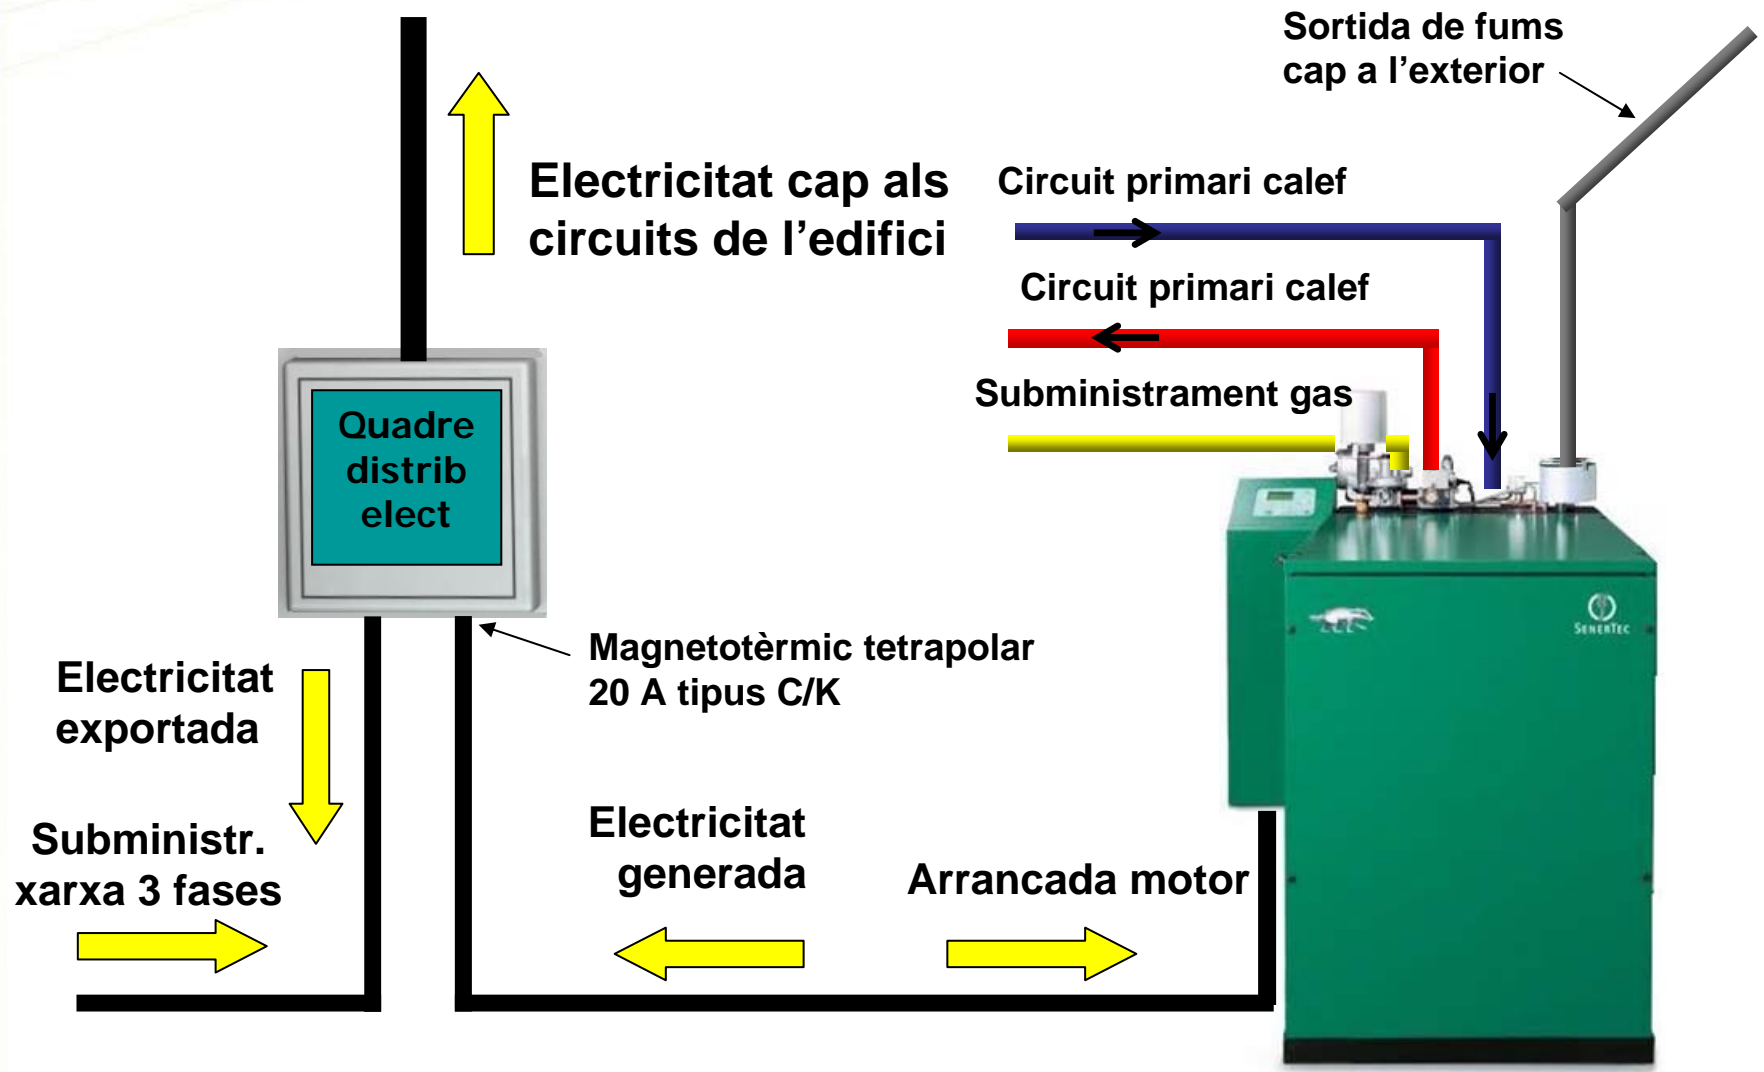 Sortida de fums
cap a l’exterior
Electricitat cap als
circuits de l’edifici
Circuit primari calef
Circuit primari calef
Subministrament gas
Quadre
distrib
elect
SENERTEC
Magnetotèrmic tetrapolar
20 A tipus C/K
Electricitat
exportada
Subministr.
xarxa 3 fases
Electricitat
generada
Arrancada motor